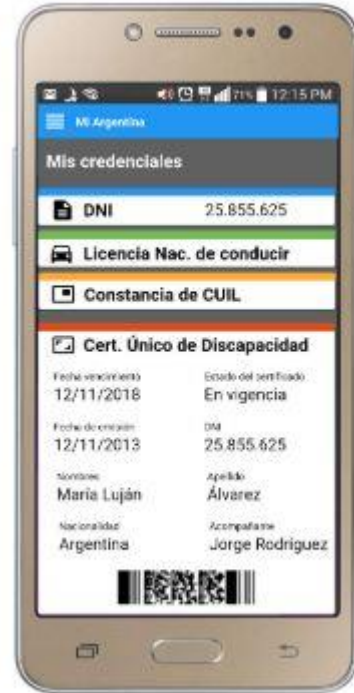 71% 12:15 PM
Mi Argentina
Mis credenciales
DNI 25.855.625
Licencia Nac. de conducir
Constancia de CUIL
Cert. Único de Discapacidad
Fecha vencimiento Estado del certificado
12/11/2018 En vigencia
Fecha de emisión DNI
12/11/2013 25.855.625
Nombres Apellido
María Luján Álvarez
Nacionalidad Acompañante
Argentina Jorge Rodriguez